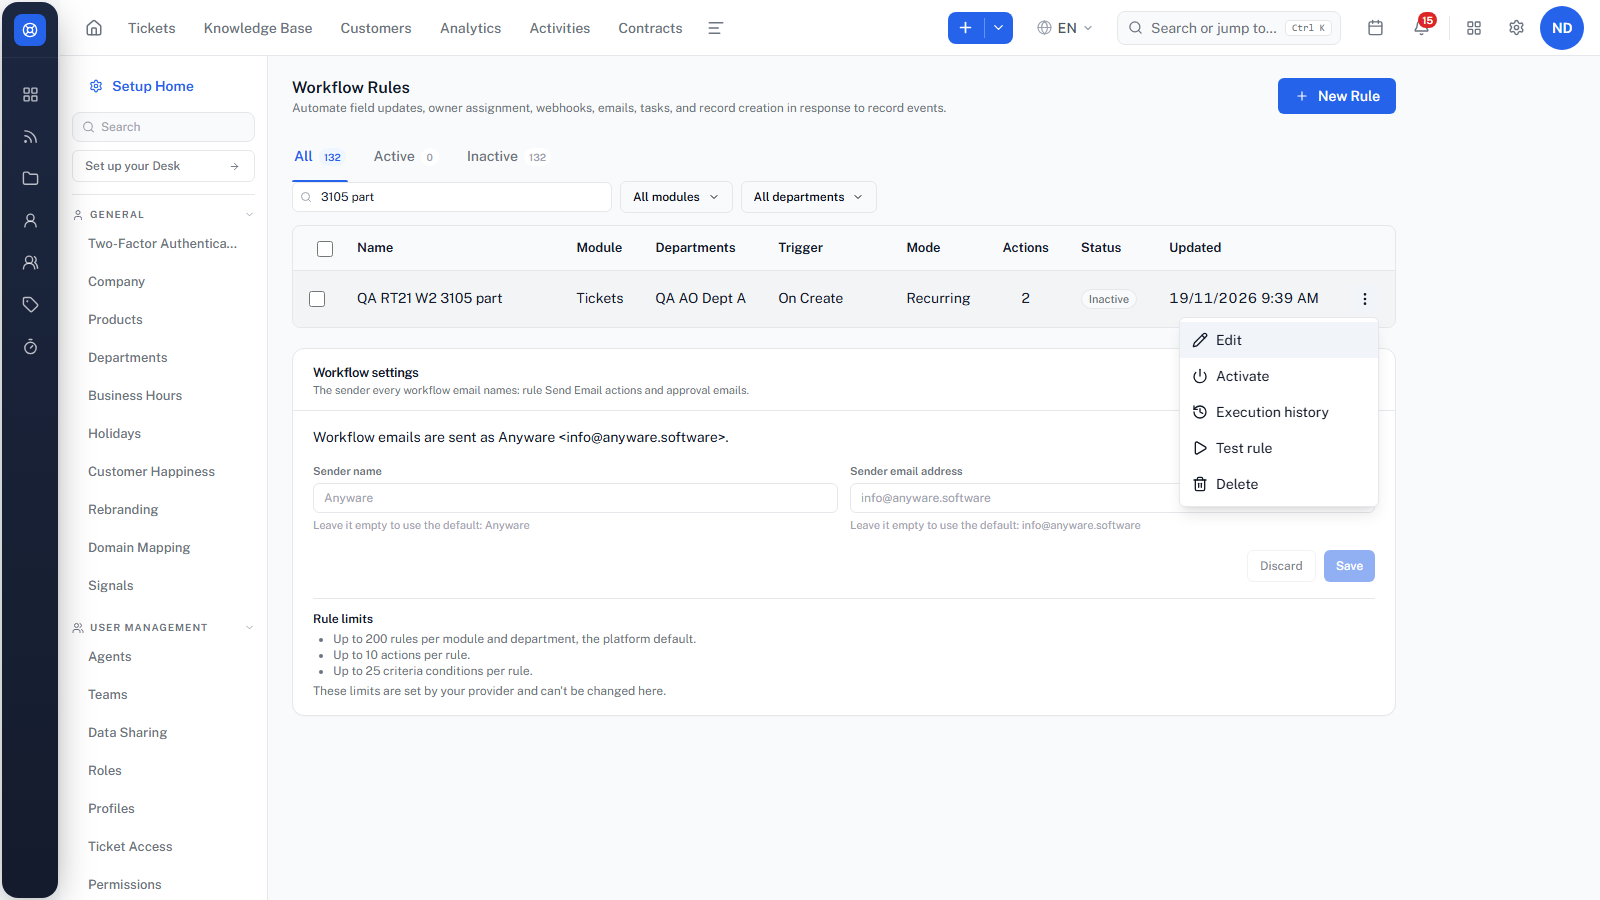 Tickets
Knowledge Base
Customers
Analytics
Activities
Contracts
EN
Search or jump to...
Ctrl K
15
ND
Setup Home
Search
Set up your Desk
GENERAL
Two-Factor Authentica...
Company
Products
Departments
Business Hours
Holidays
Customer Happiness
Rebranding
Domain Mapping
Signals
USER MANAGEMENT
Agents
Teams
Data Sharing
Roles
Profiles
Ticket Access
Permissions
Workflow Rules
Automate field updates, owner assignment, webhooks, emails, tasks, and record creation in response to record events.
New Rule
All 132
Active 0
Inactive 132
3105 part
All modules
All departments
Name Module Departments Trigger Mode Actions Status Updated
QA RT21 W2 3105 part Tickets QA AO Dept A On Create Recurring 2 Inactive 19/11/2026 9:39 AM
Edit
Activate
Execution history
Test rule
Delete
Workflow settings
The sender every workflow email names: rule Send Email actions and approval emails.
Workflow emails are sent as Anyware <info@anyware.software>.
Sender name
Anyware
Leave it empty to use the default: Anyware
Sender email address
info@anyware.software
Leave it empty to use the default: info@anyware.software
Discard
Save
Rule limits
Up to 200 rules per module and department, the platform default.
Up to 10 actions per rule.
Up to 25 criteria conditions per rule.
These limits are set by your provider and can't be changed here.